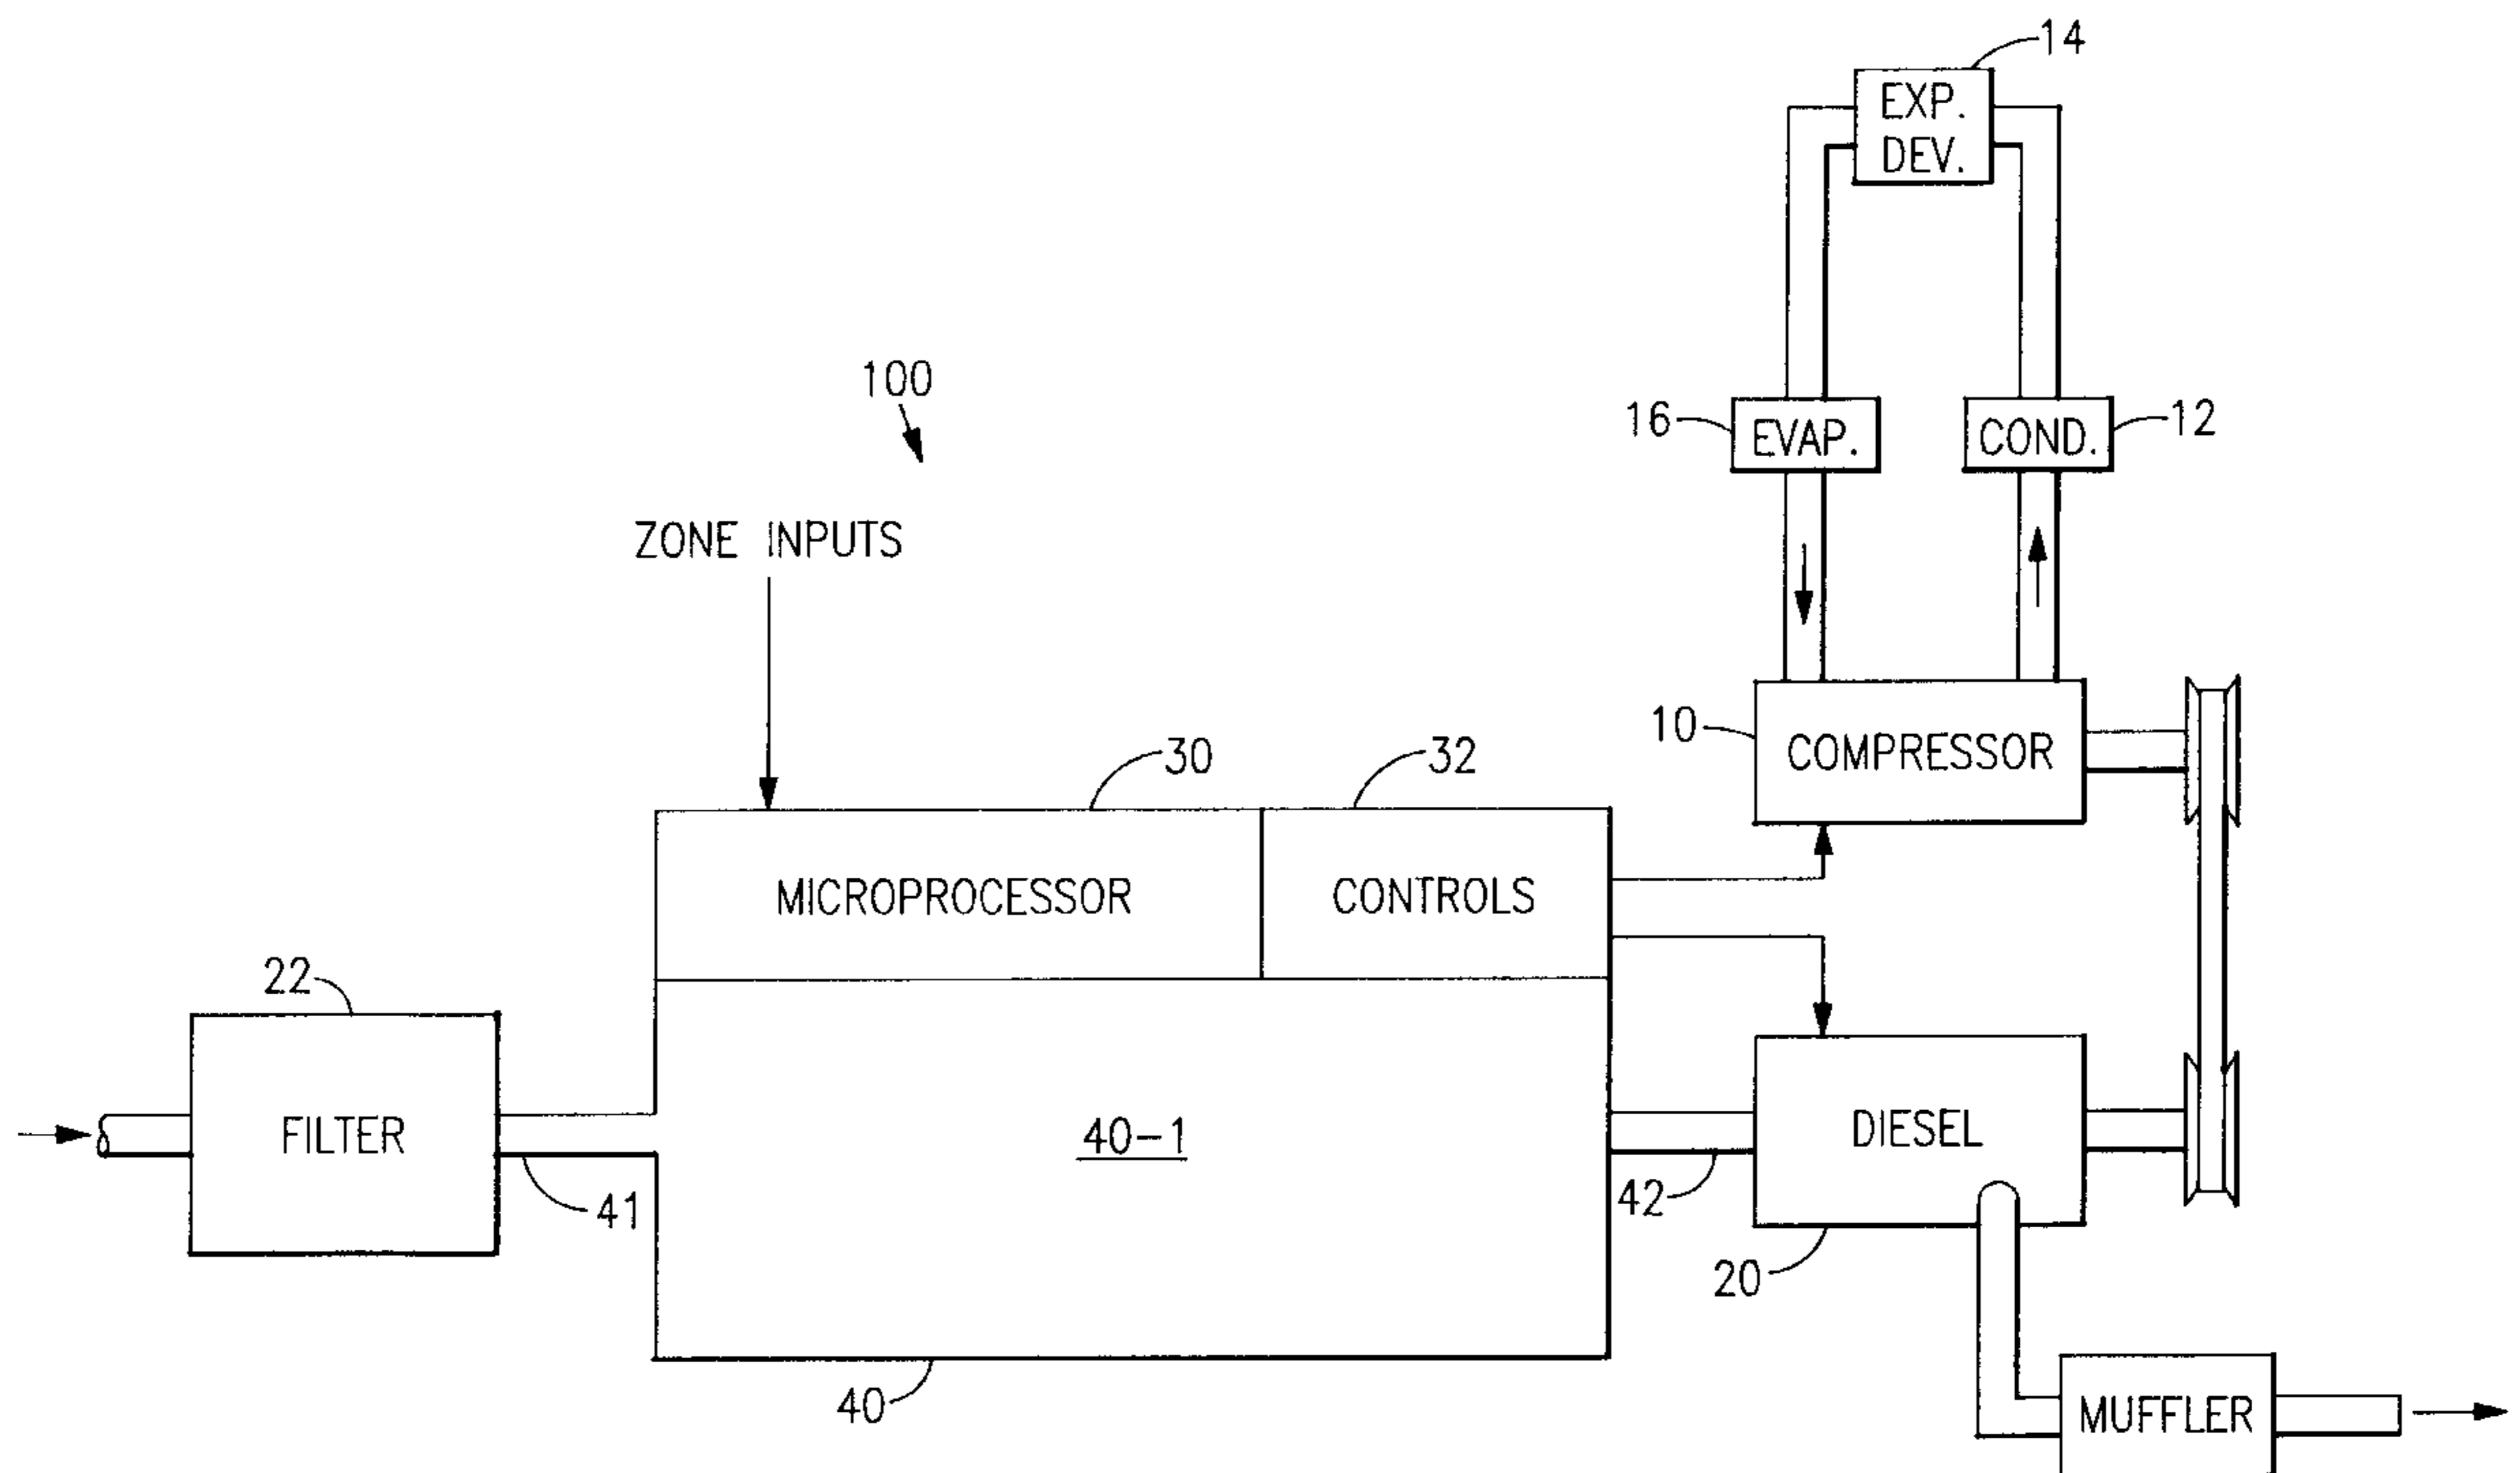 14
EXP.
DEV.
100
16
EVAP.
COND.
12
ZONE INPUTS
10
COMPRESSOR
30
32
MICROPROCESSOR
CONTROLS
22
FILTER
41
40-1
42
DIESEL
20
40
MUFFLER